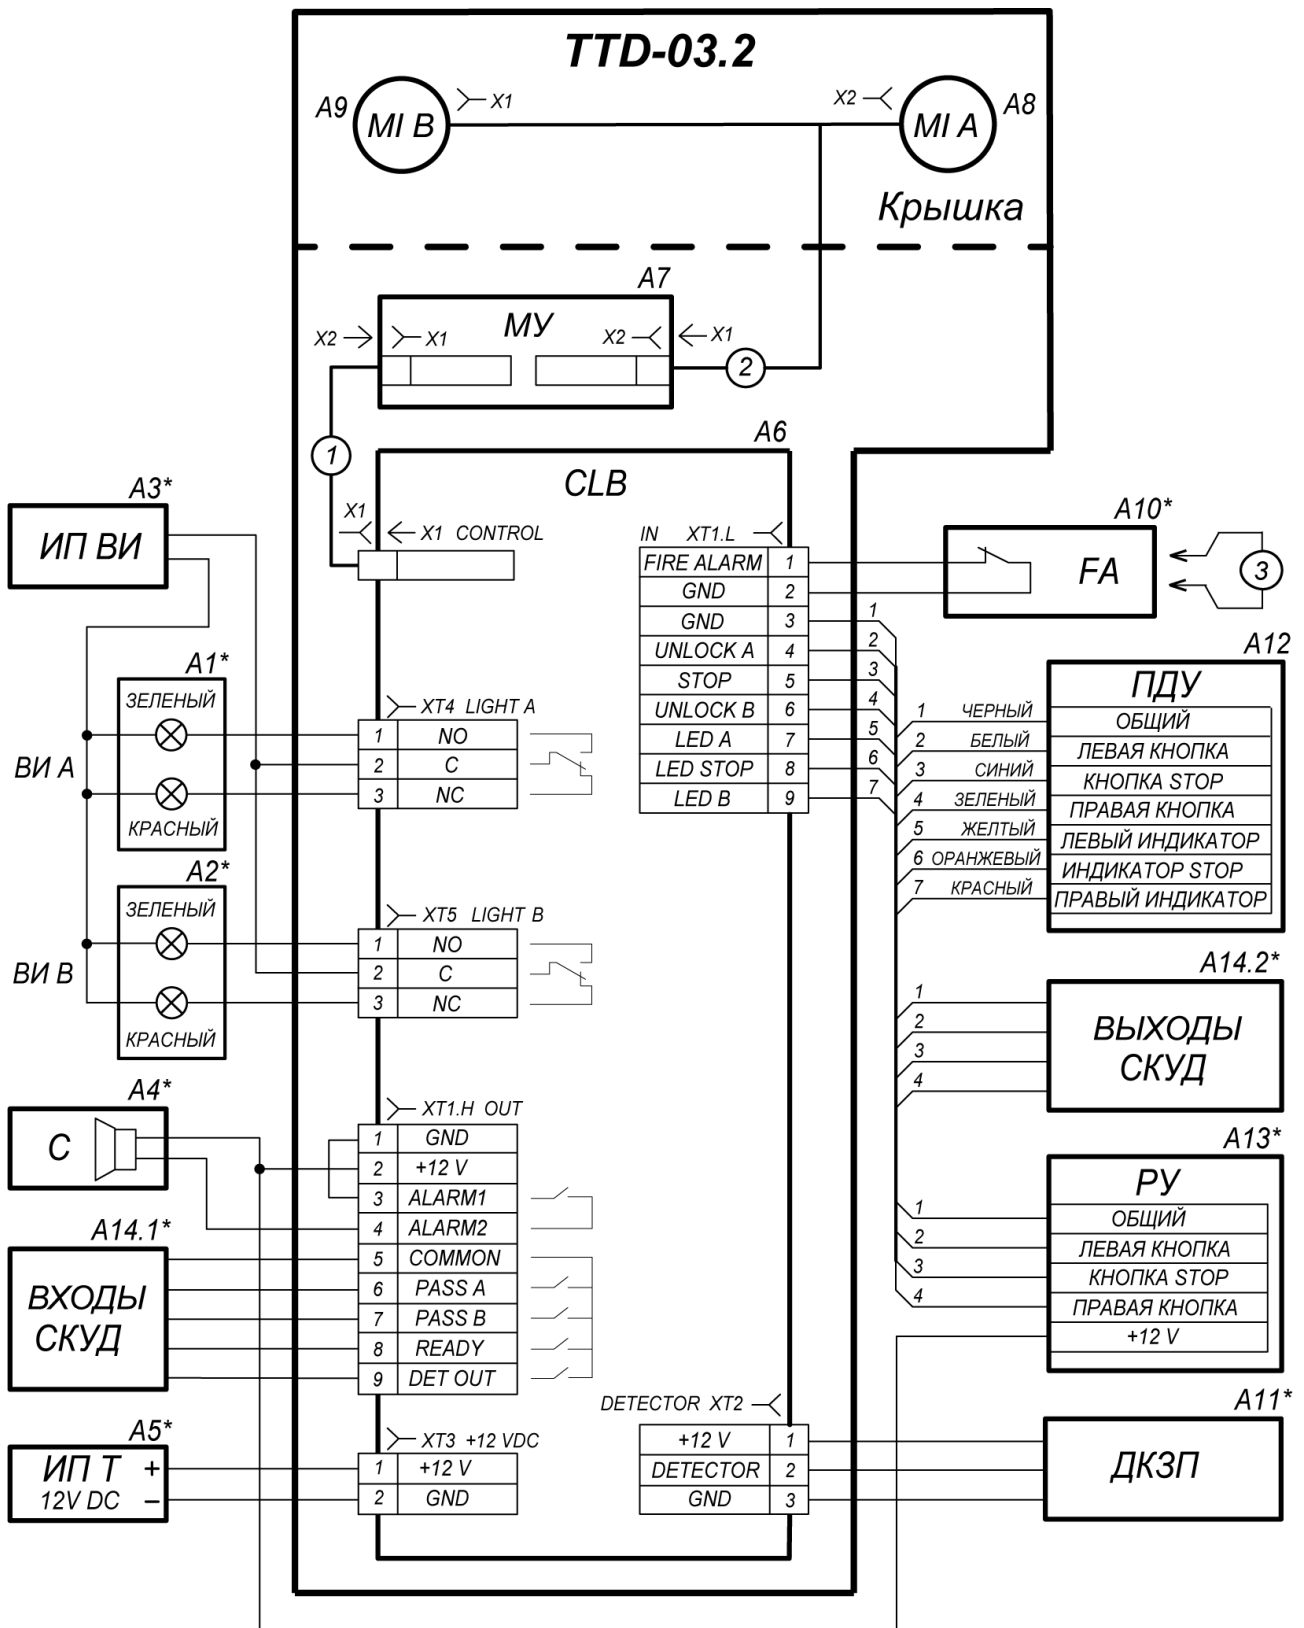 TTD-03.2
A9
MI B
X1
X2
MI A
A8
Крышка
A7
МУ
X2
X1
X2
X1
2
1
A6
CLB
X1
X1 CONTROL
A3*
ИП ВИ
A1*
ЗЕЛЕНЫЙ
ВИ А
КРАСНЫЙ
A2*
ЗЕЛЕНЫЙ
ВИ В
КРАСНЫЙ
XT4 LIGHT A
1 NO
2 C
3 NC
XT5 LIGHT B
1 NO
2 C
3 NC
A4*
С
XT1.H OUT
1 GND
2 +12 V
3 ALARM1
4 ALARM2
5 COMMON
6 PASS A
7 PASS B
8 READY
9 DET OUT
A14.1*
ВХОДЫ
СКУД
A5*
ИП Т +
12V DC –
XT3 +12 VDC
1 +12 V
2 GND
IN XT1.L
FIRE ALARM 1
GND 2
GND 3
UNLOCK A 4
STOP 5
UNLOCK B 6
LED A 7
LED STOP 8
LED B 9
1
2
3
4
5
6
7
A10*
FA
3
A12
ПДУ
1 ЧЕРНЫЙ ОБЩИЙ
2 БЕЛЫЙ ЛЕВАЯ КНОПКА
3 СИНИЙ КНОПКА STOP
4 ЗЕЛЕНЫЙ ПРАВАЯ КНОПКА
5 ЖЕЛТЫЙ ЛЕВЫЙ ИНДИКАТОР
6 ОРАНЖЕВЫЙ ИНДИКАТОР STOP
7 КРАСНЫЙ ПРАВЫЙ ИНДИКАТОР
A14.2*
1
2
3
4
ВЫХОДЫ
СКУД
A13*
РУ
1 ОБЩИЙ
2 ЛЕВАЯ КНОПКА
3 КНОПКА STOP
4 ПРАВАЯ КНОПКА
+12 V
DETECTOR XT2
+12 V 1
DETECTOR 2
GND 3
A11*
ДКЗП